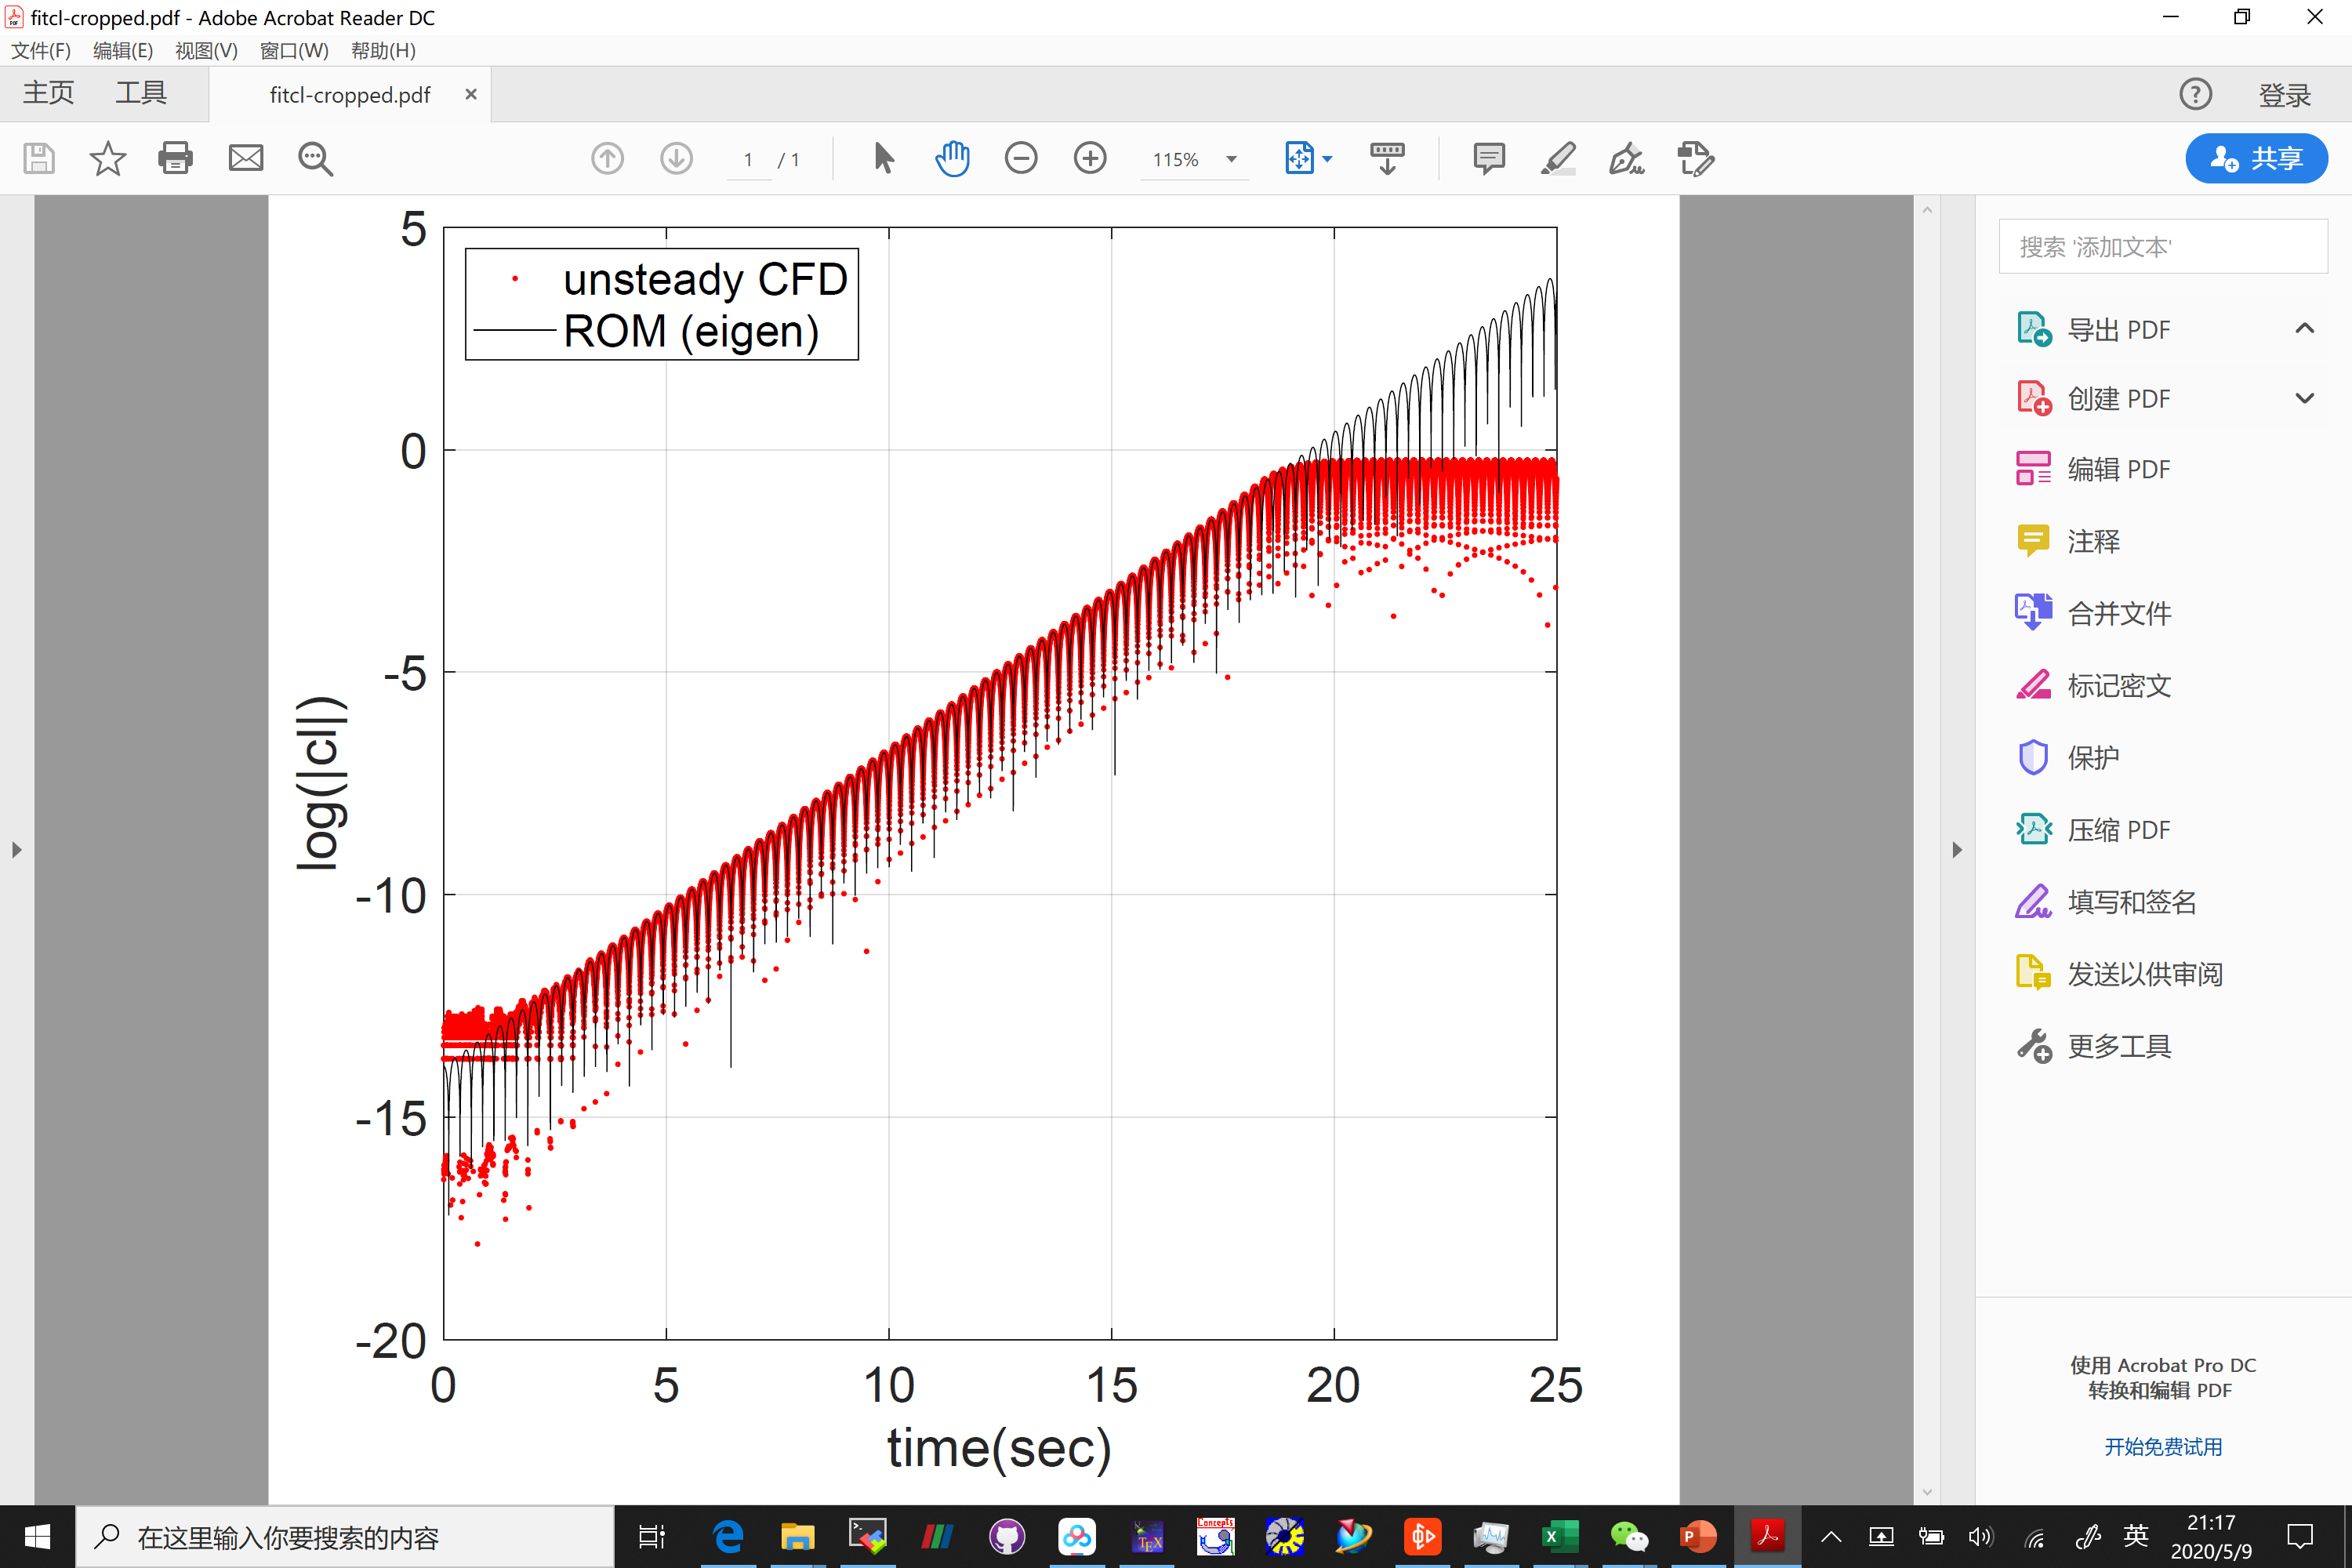 fitcl-cropped.pdf - Adobe Acrobat Reader DC
文件(F) 编辑(E) 视图(V) 窗口(W) 帮助(H)
主页 工具 fitcl-cropped.pdf 登录
1 / 1 115% 共享
搜索 '添加文本'
导出 PDF
创建 PDF
编辑 PDF
注释
合并文件
标记密文
保护
压缩 PDF
填写和签名
发送以供审阅
更多工具
使用 Acrobat Pro DC
转换和编辑 PDF
开始免费试用
unsteady CFD
ROM (eigen)
5
0
-5
-10
-15
-20
log(|cl|)
0 5 10 15 20 25
time(sec)
在这里输入你要搜索的内容
TEX
Concepts
英
21:17
2020/5/9